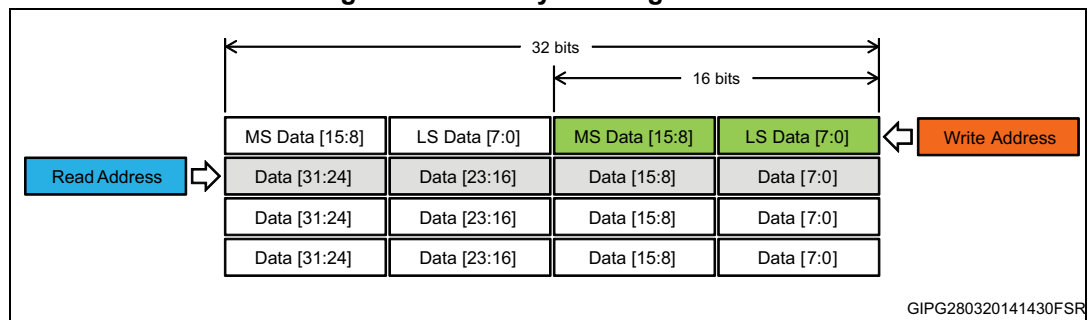 32 bits
16 bits
MS Data [15:8] LS Data [7:0] MS Data [15:8] LS Data [7:0] Write Address
Read Address Data [31:24] Data [23:16] Data [15:8] Data [7:0]
Data [31:24] Data [23:16] Data [15:8] Data [7:0]
Data [31:24] Data [23:16] Data [15:8] Data [7:0]
GIPG280320141430FSR